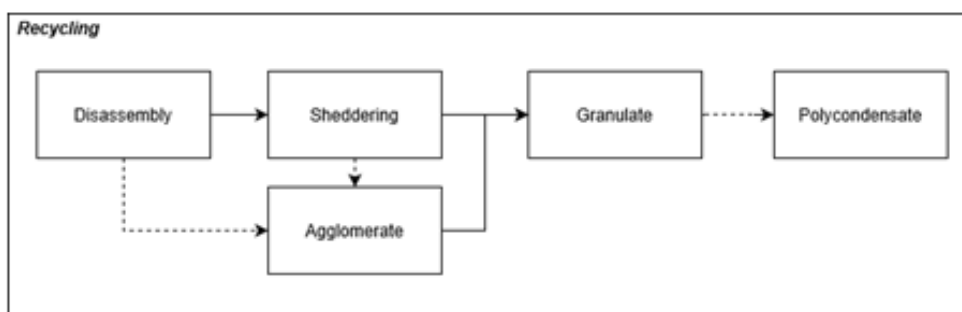 Recycling
Disassembly
Sheddering
Granulate
Polycondensate
Agglomerate